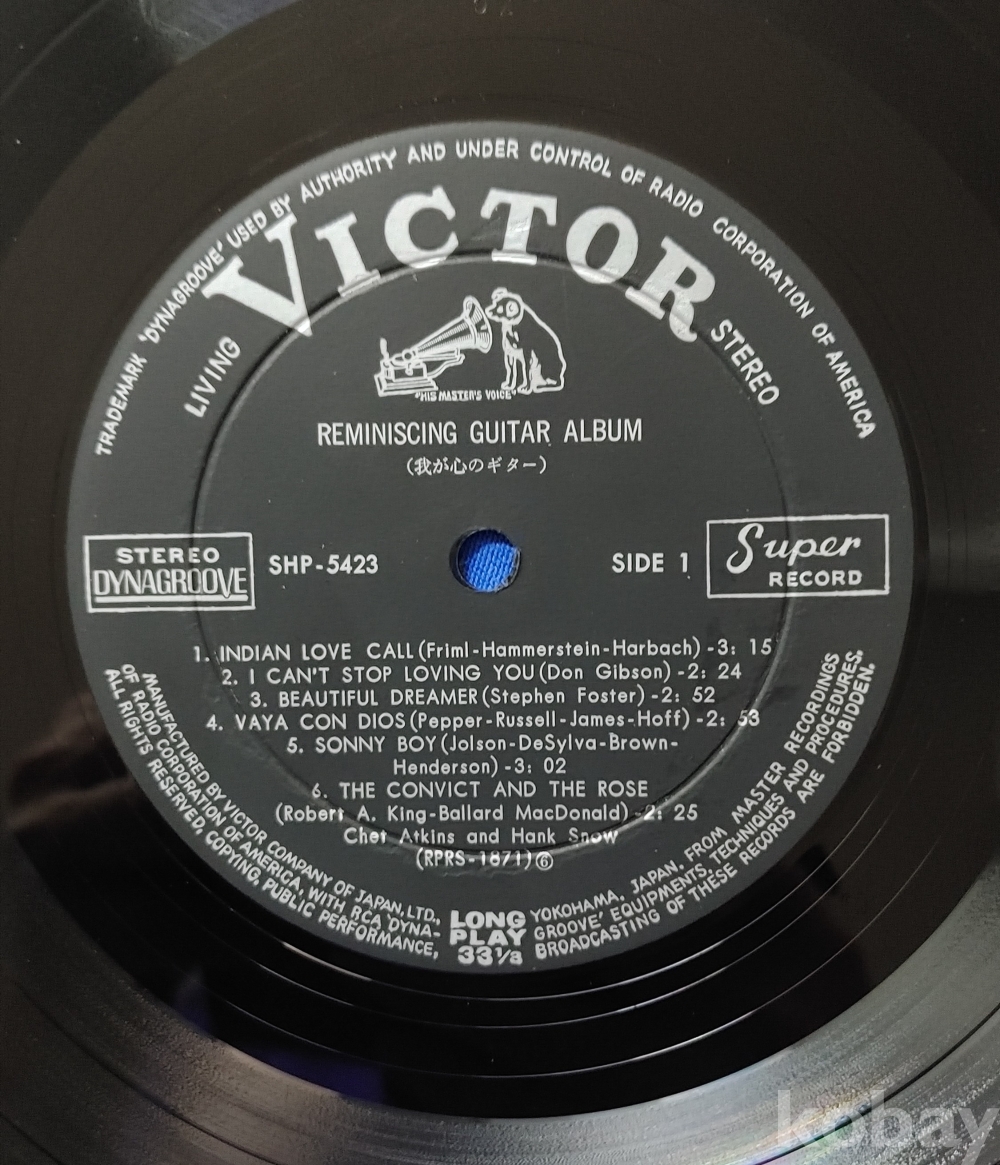 TRADEMARK 'DYNAGROOVE' USED BY AUTHORITY AND UNDER CONTROL OF RADIO CORPORATION OF AMERICA
VICTOR
LIVING
STEREO
"HIS MASTER'S VOICE"
REMINISCING GUITAR ALBUM
(我が心のギター)
STEREO
DYNAGROOVE
SHP-5423
SIDE 1
Super
RECORD
1. INDIAN LOVE CALL (Friml-Hammerstein-Harbach) -3: 15
2. I CAN'T STOP LOVING YOU (Don Gibson) -2: 24
3. BEAUTIFUL DREAMER (Stephen Foster) -2: 52
4. VAYA CON DIOS (Pepper-Russell-James-Hoff) -2: 53
5. SONNY BOY (Jolson-DeSylva-Brown-
Henderson) -3: 02
6. THE CONVICT AND THE ROSE
(Robert A. King-Ballard MacDonald) -2: 25
Chet Atkins and Hank Snow
(RPRS-1871) ⑥
MANUFACTURED BY VICTOR COMPANY OF JAPAN, LTD., YOKOHAMA, JAPAN, FROM MASTER RECORDINGS
OF RADIO CORPORATION OF AMERICA, WITH RCA 'DYNA-GROOVE' EQUIPMENTS, TECHNIQUES AND PROCEDURES.
ALL RIGHTS RESERVED, COPYING, PUBLIC PERFORMANCE, BROADCASTING OF THESE RECORDS ARE FORBIDDEN.
LONG
PLAY
33⅓
kobay